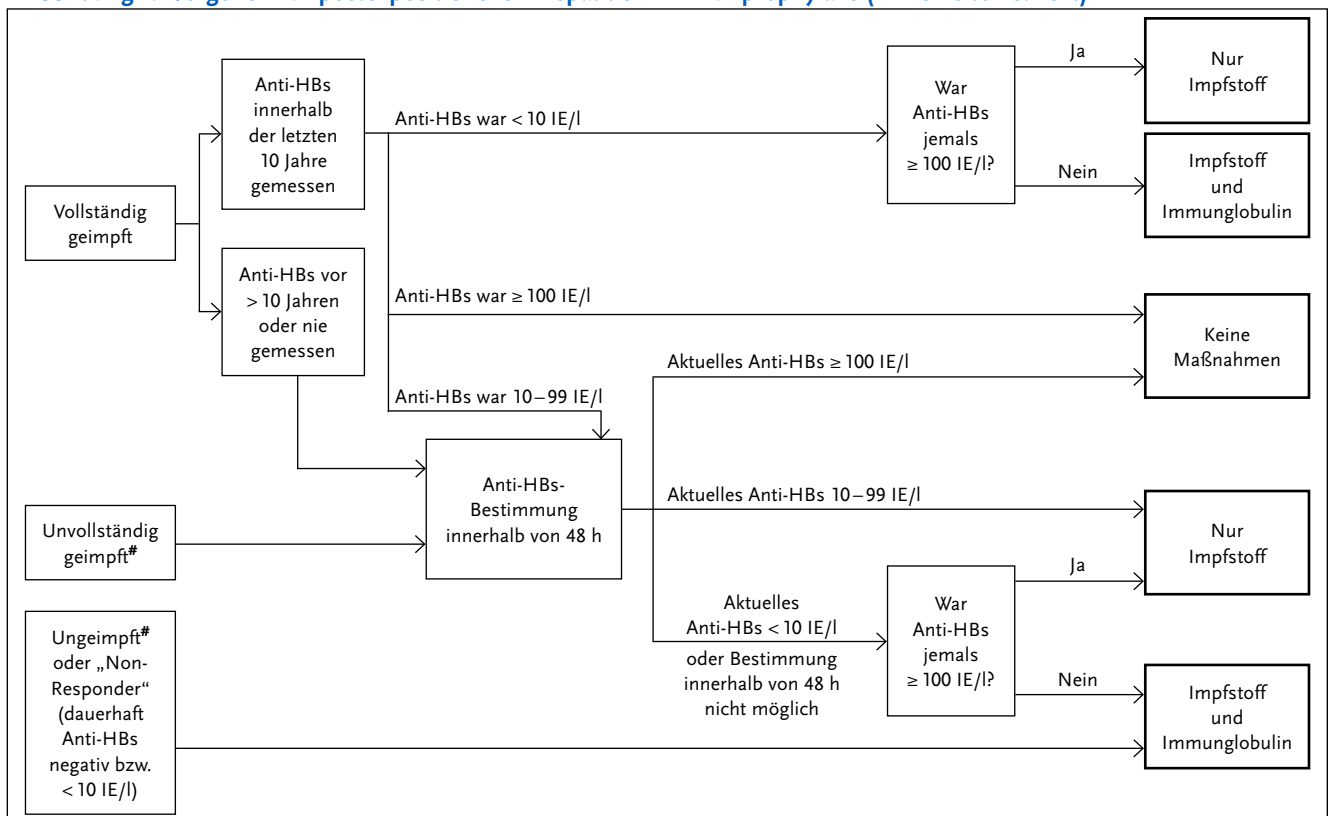 Anti-HBs
innerhalb
der letzten
10 Jahre
gemessen
Anti-HBs war < 10 IE/l
War
Anti-HBs
jemals
≥ 100 IE/l?
Ja
Nur
Impfstoff
Nein
Impfstoff
und
Immunglobulin
Vollständig
geimpft
Anti-HBs vor
> 10 Jahren
oder nie
gemessen
Anti-HBs war ≥ 100 IE/l
Keine
Maßnahmen
Aktuelles Anti-HBs ≥ 100 IE/l
Anti-HBs war 10–99 IE/l
Anti-HBs-
Bestimmung
innerhalb von 48 h
Aktuelles Anti-HBs 10–99 IE/l
Nur
Impfstoff
Unvollständig
geimpft#
Ja
Aktuelles
Anti-HBs < 10 IE/l
oder Bestimmung
innerhalb von 48 h
nicht möglich
War
Anti-HBs
jemals
≥ 100 IE/l?
Nein
Impfstoff
und
Immunglobulin
Ungeimpft#
oder „Non-
Responder“
(dauerhaft
Anti-HBs
negativ bzw.
< 10 IE/l)